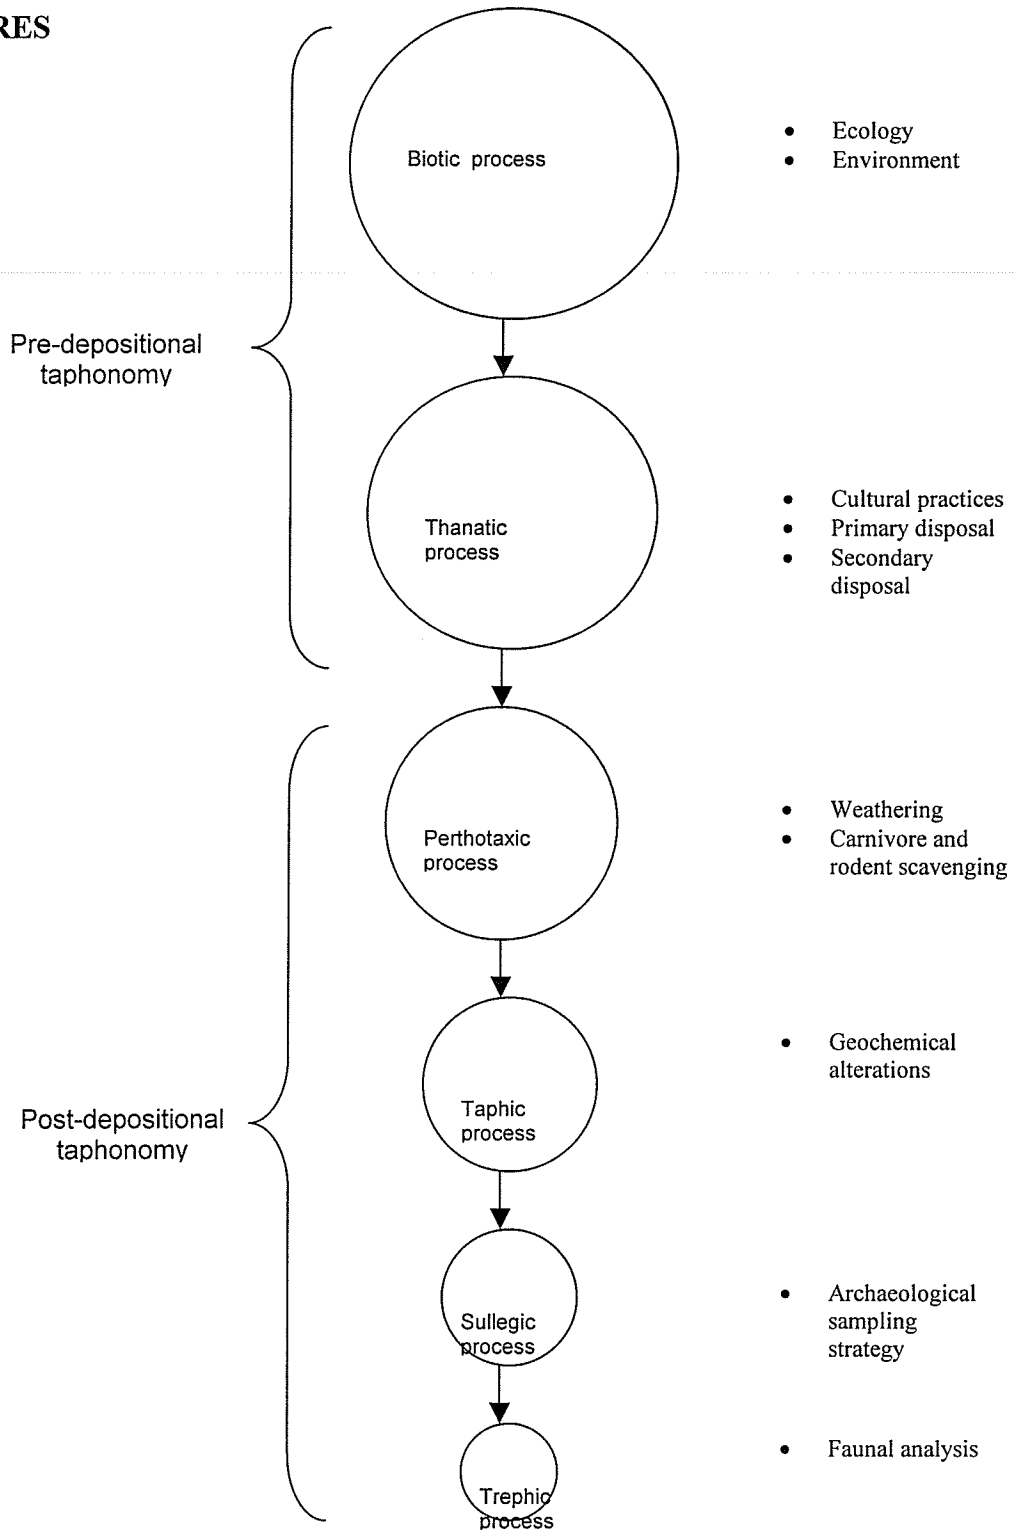 RES
Biotic process
• Ecology
• Environment
Pre-depositional
taphonomy
Thanatic
process
• Cultural practices
• Primary disposal
• Secondary
disposal
Perthotaxic
process
• Weathering
• Carnivore and
rodent scavenging
Taphic
process
• Geochemical
alterations
Post-depositional
taphonomy
Sullegic
process
• Archaeological
sampling
strategy
Trephic
process
• Faunal analysis